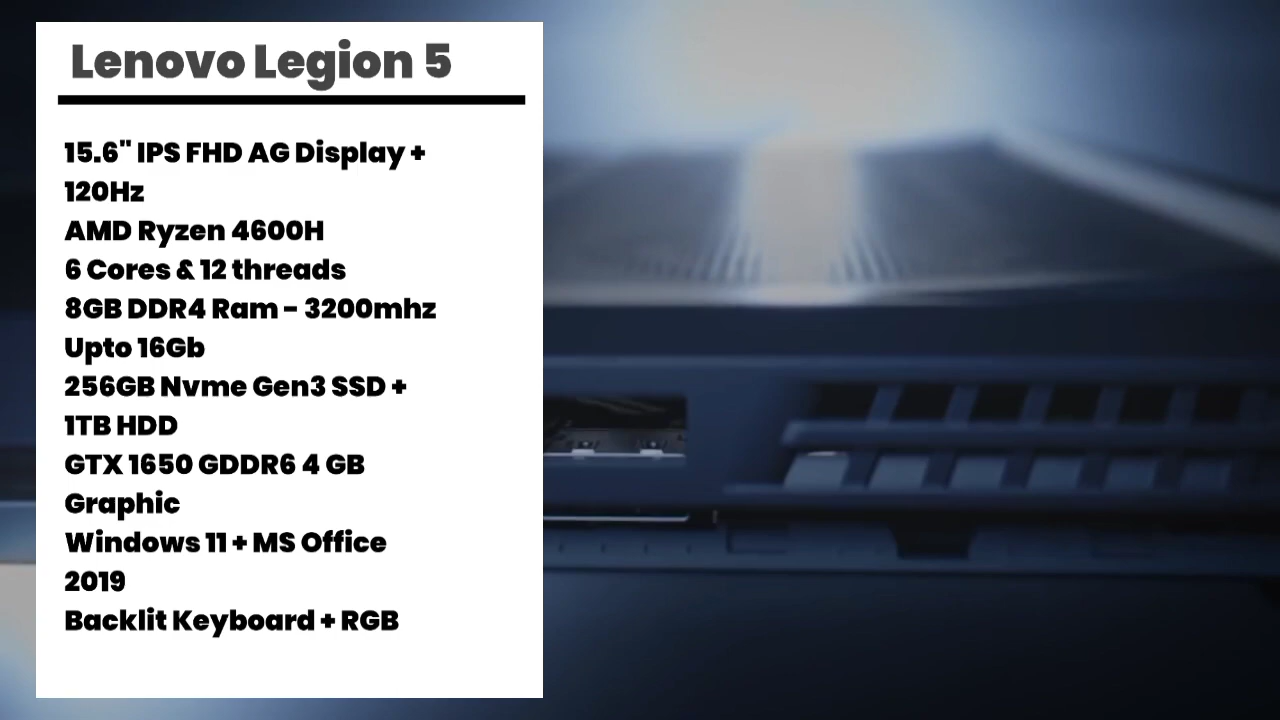 Lenovo Legion 5
15.6" IPS FHD AG Display +
120Hz
AMD Ryzen 4600H
6 Cores & 12 threads
8GB DDR4 Ram - 3200mhz
Upto 16Gb
256GB Nvme Gen3 SSD +
1TB HDD
GTX 1650 GDDR6 4 GB
Graphic
Windows 11 + MS Office
2019
Backlit Keyboard + RGB